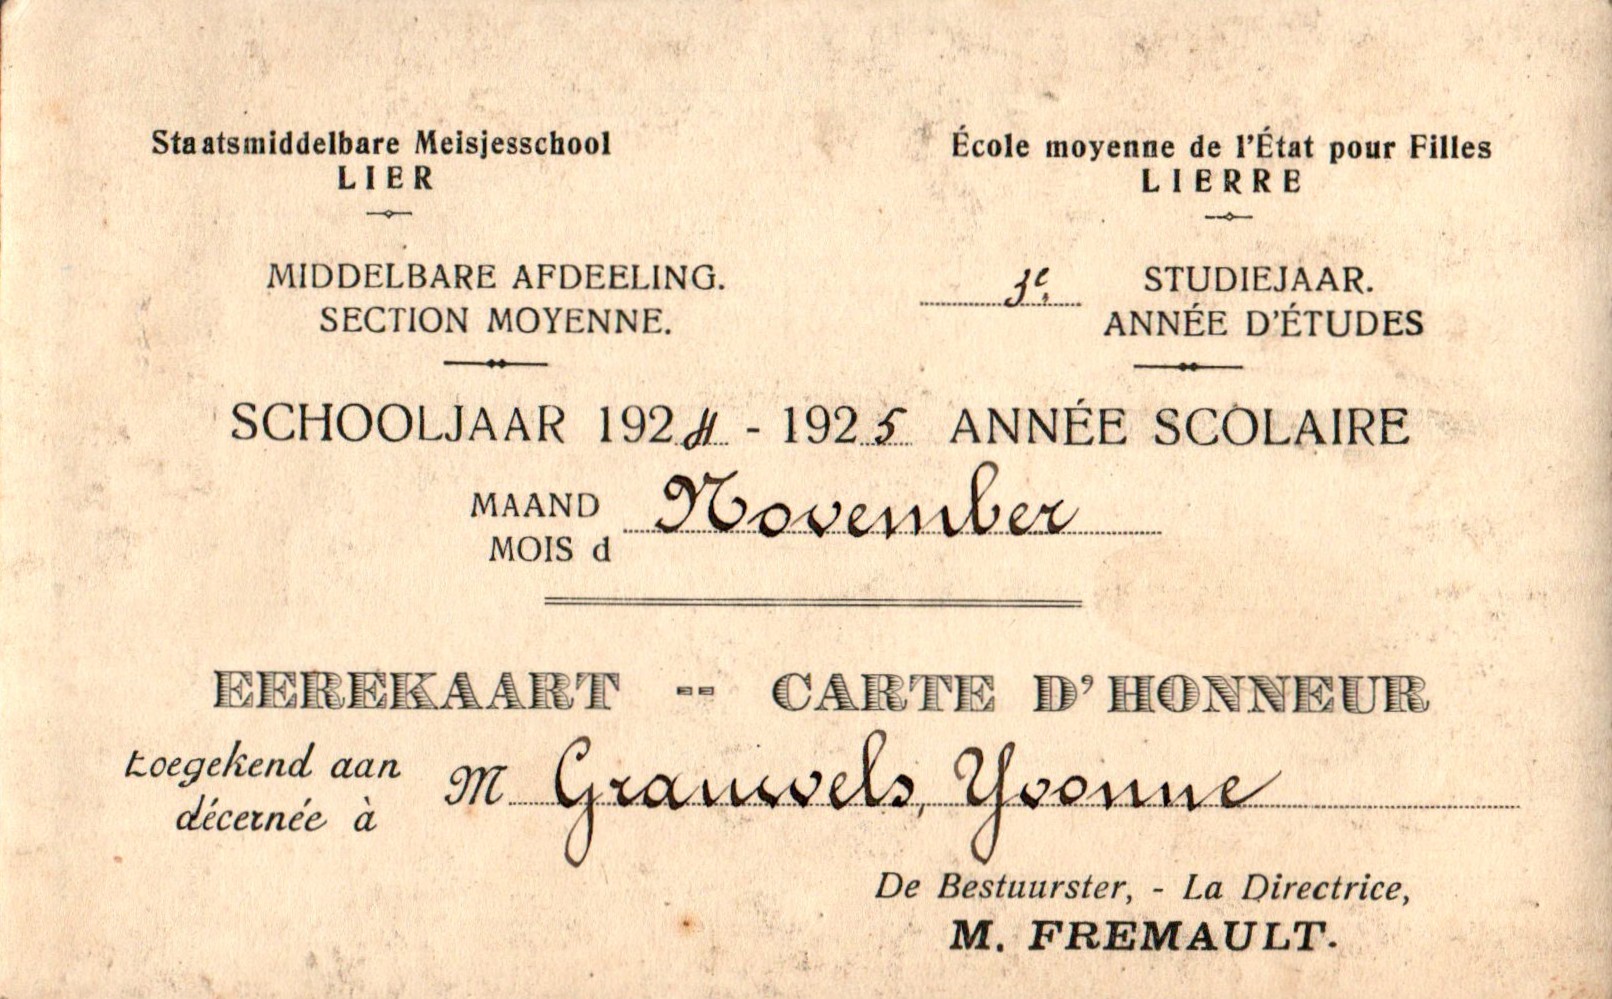 Staatsmiddelbare Meisjesschool
LIER
École moyenne de l'État pour Filles
LIERRE
MIDDELBARE AFDEELING.
SECTION MOYENNE.
3e. STUDIEJAAR.
ANNÉE D'ÉTUDES
SCHOOLJAAR 1924 - 1925 ANNÉE SCOLAIRE
MAAND November
MOIS d
EEREKAART -- CARTE D'HONNEUR
toegekend aan M Grauwels, Yvonne
décernée à
De Bestuurster, - La Directrice,
M. FREMAULT.